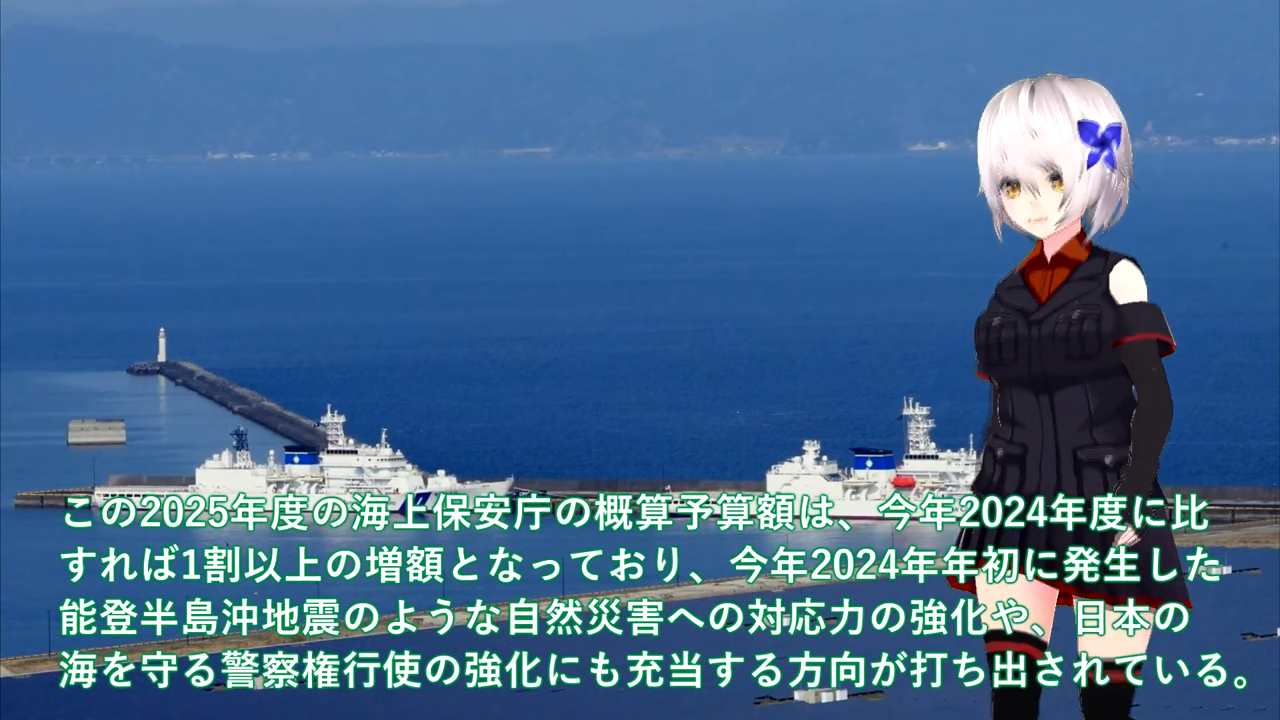 この2025年度の海上保安庁の概算予算額は、今年2024年度に比
すれば1割以上の増額となっており、今年2024年年初に発生した
能登半島沖地震のような自然災害への対応力の強化や、日本の
海を守る警察権行使の強化にも充当する方向が打ち出されている。